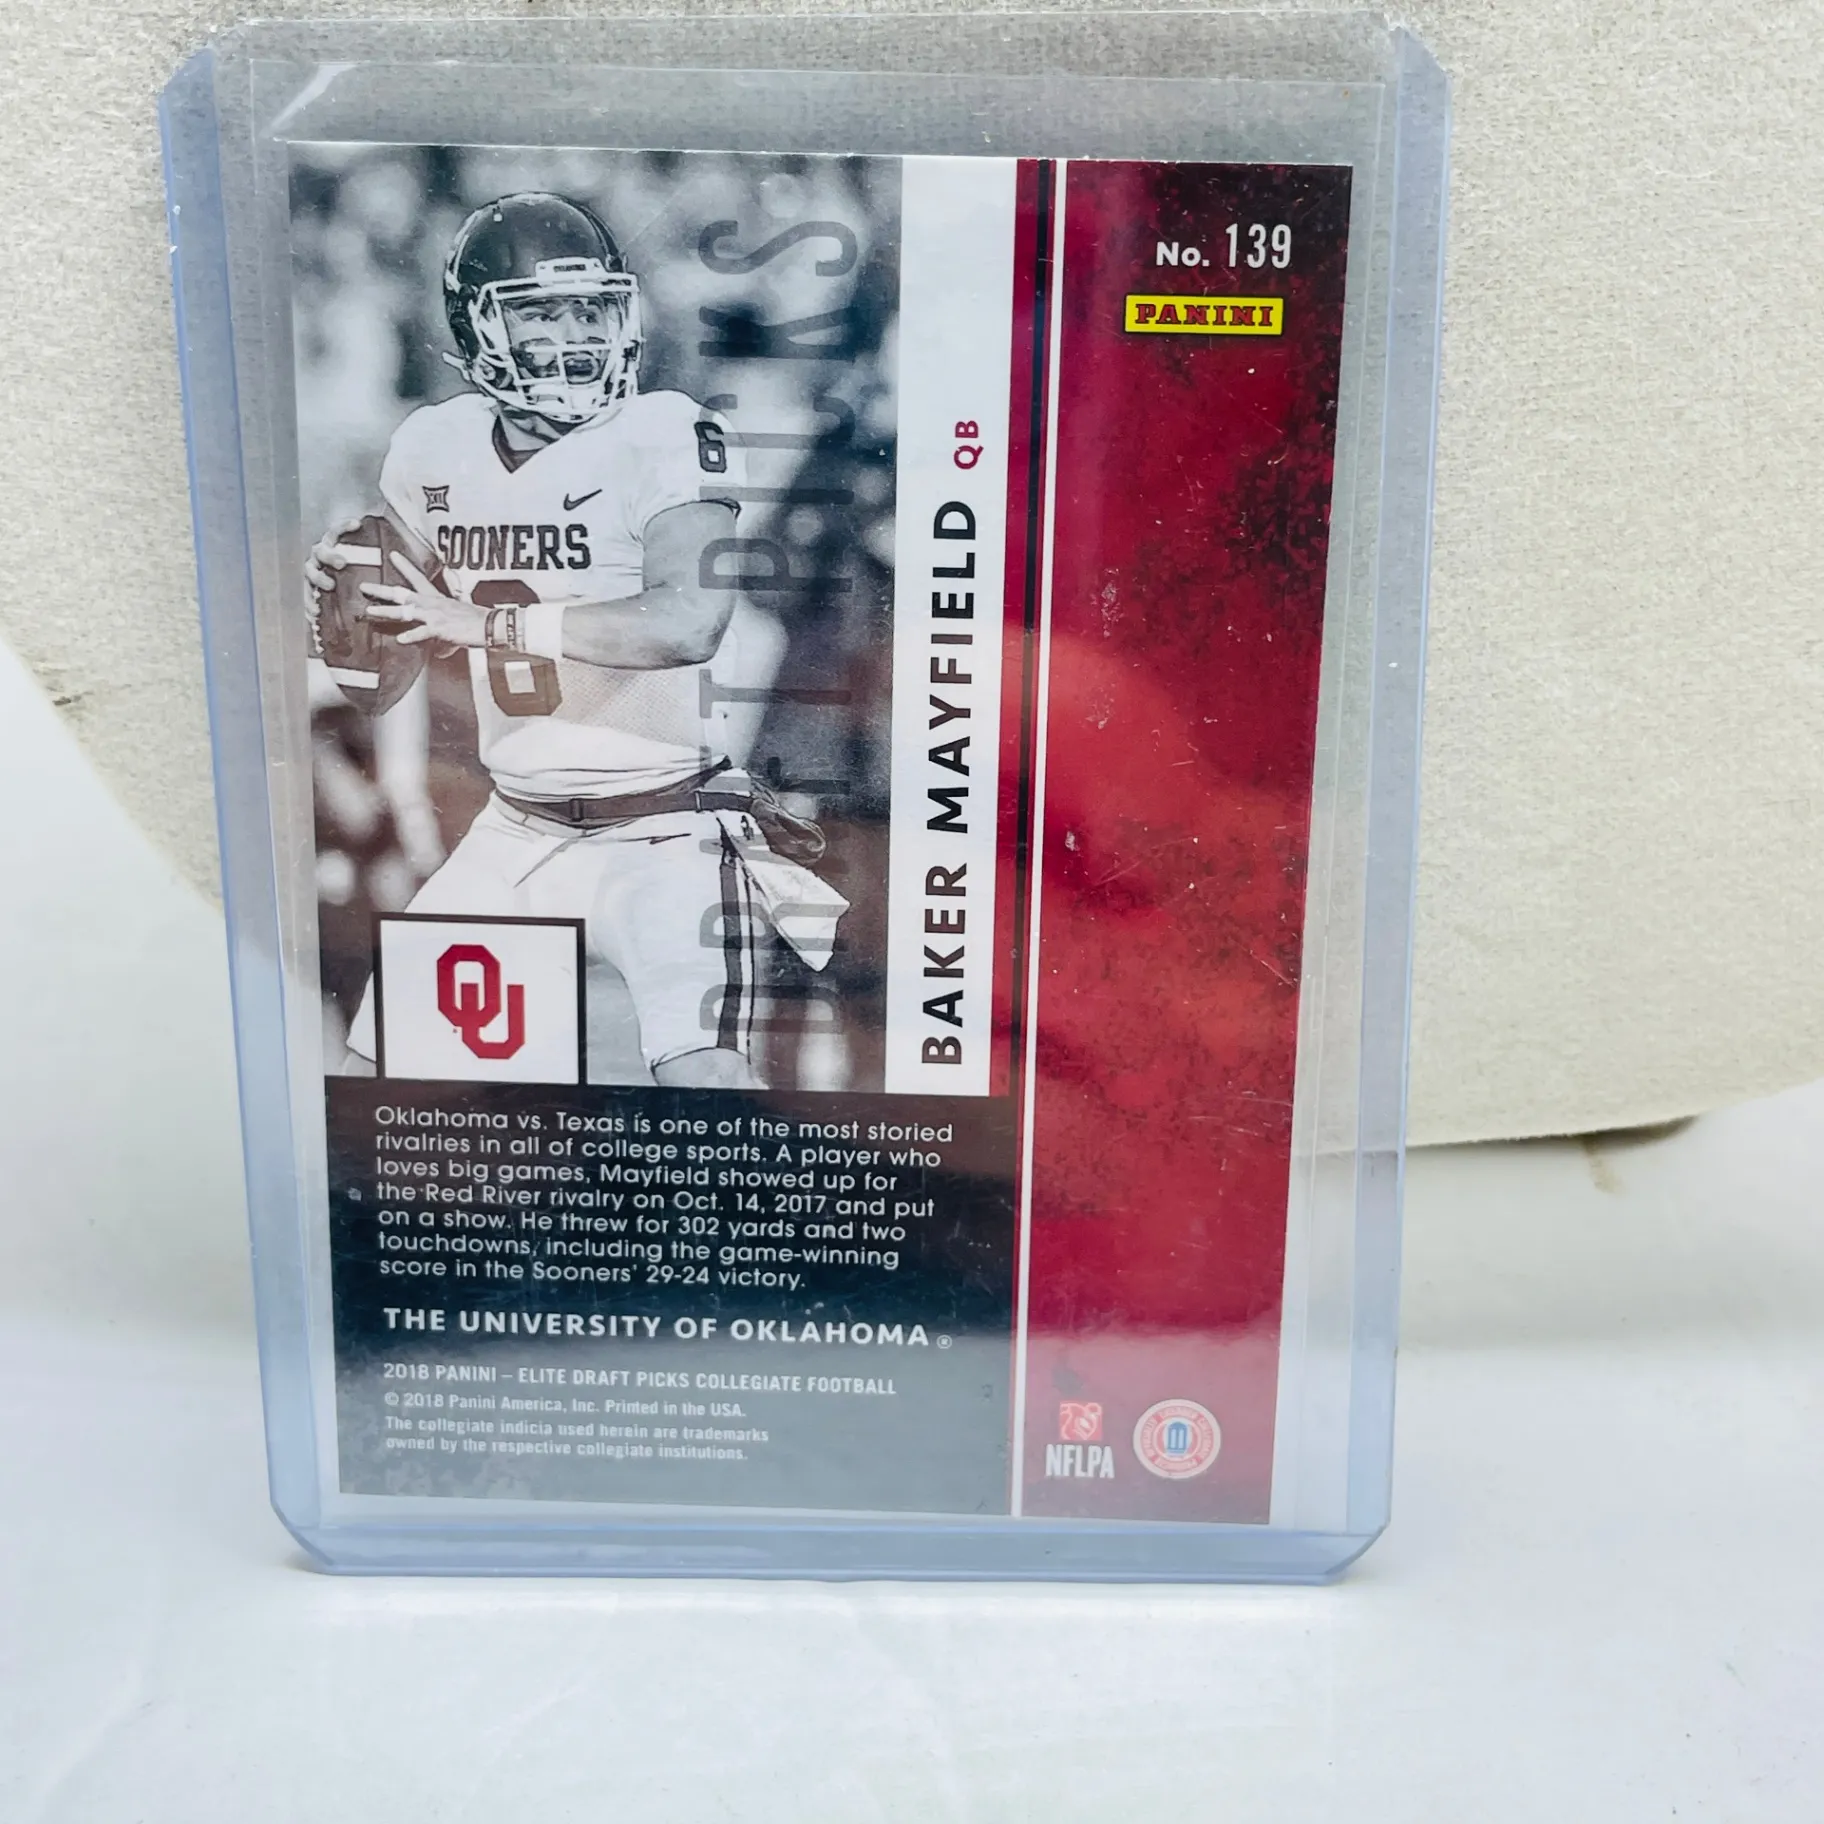 No. 139
PANINI
DRAFT PICKS
BAKER MAYFIELD QB
6
SOONERS
6
OU
Oklahoma vs. Texas is one of the most storied
rivalries in all of college sports. A player who
loves big games, Mayfield showed up for
the Red River rivalry on Oct. 14, 2017 and put
on a show. He threw for 302 yards and two
touchdowns, including the game-winning
score in the Sooners' 29-24 victory.
THE UNIVERSITY OF OKLAHOMA®
2018 PANINI – ELITE DRAFT PICKS COLLEGIATE FOOTBALL
© 2018 Panini America, Inc. Printed in the USA.
The collegiate indicia used herein are trademarks
owned by the respective collegiate institutions.
NFLPA